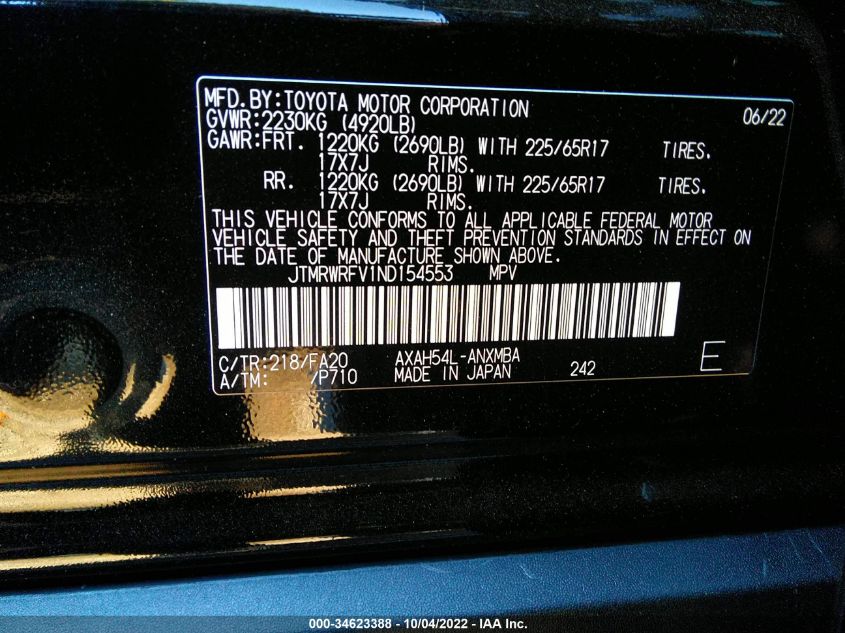 MFD.BY:TOYOTA MOTOR CORPORATION 06/22
GVWR:2230KG (4920LB)
GAWR:FRT. 1220KG (2690LB) WITH 225/65R17 TIRES.
17X7J RIMS.
RR. 1220KG (2690LB) WITH 225/65R17 TIRES.
17X7J RIMS.
THIS VEHICLE CONFORMS TO ALL APPLICABLE FEDERAL MOTOR
VEHICLE SAFETY AND THEFT PREVENTION STANDARDS IN EFFECT ON
THE DATE OF MANUFACTURE SHOWN ABOVE.
JTMRWRFV1ND154553 MPV
C/TR:218/FA20 AXAH54L-ANXMBA
A/TM: /P710 MADE IN JAPAN 242 E
000-34623388 - 10/04/2022 - IAA Inc.